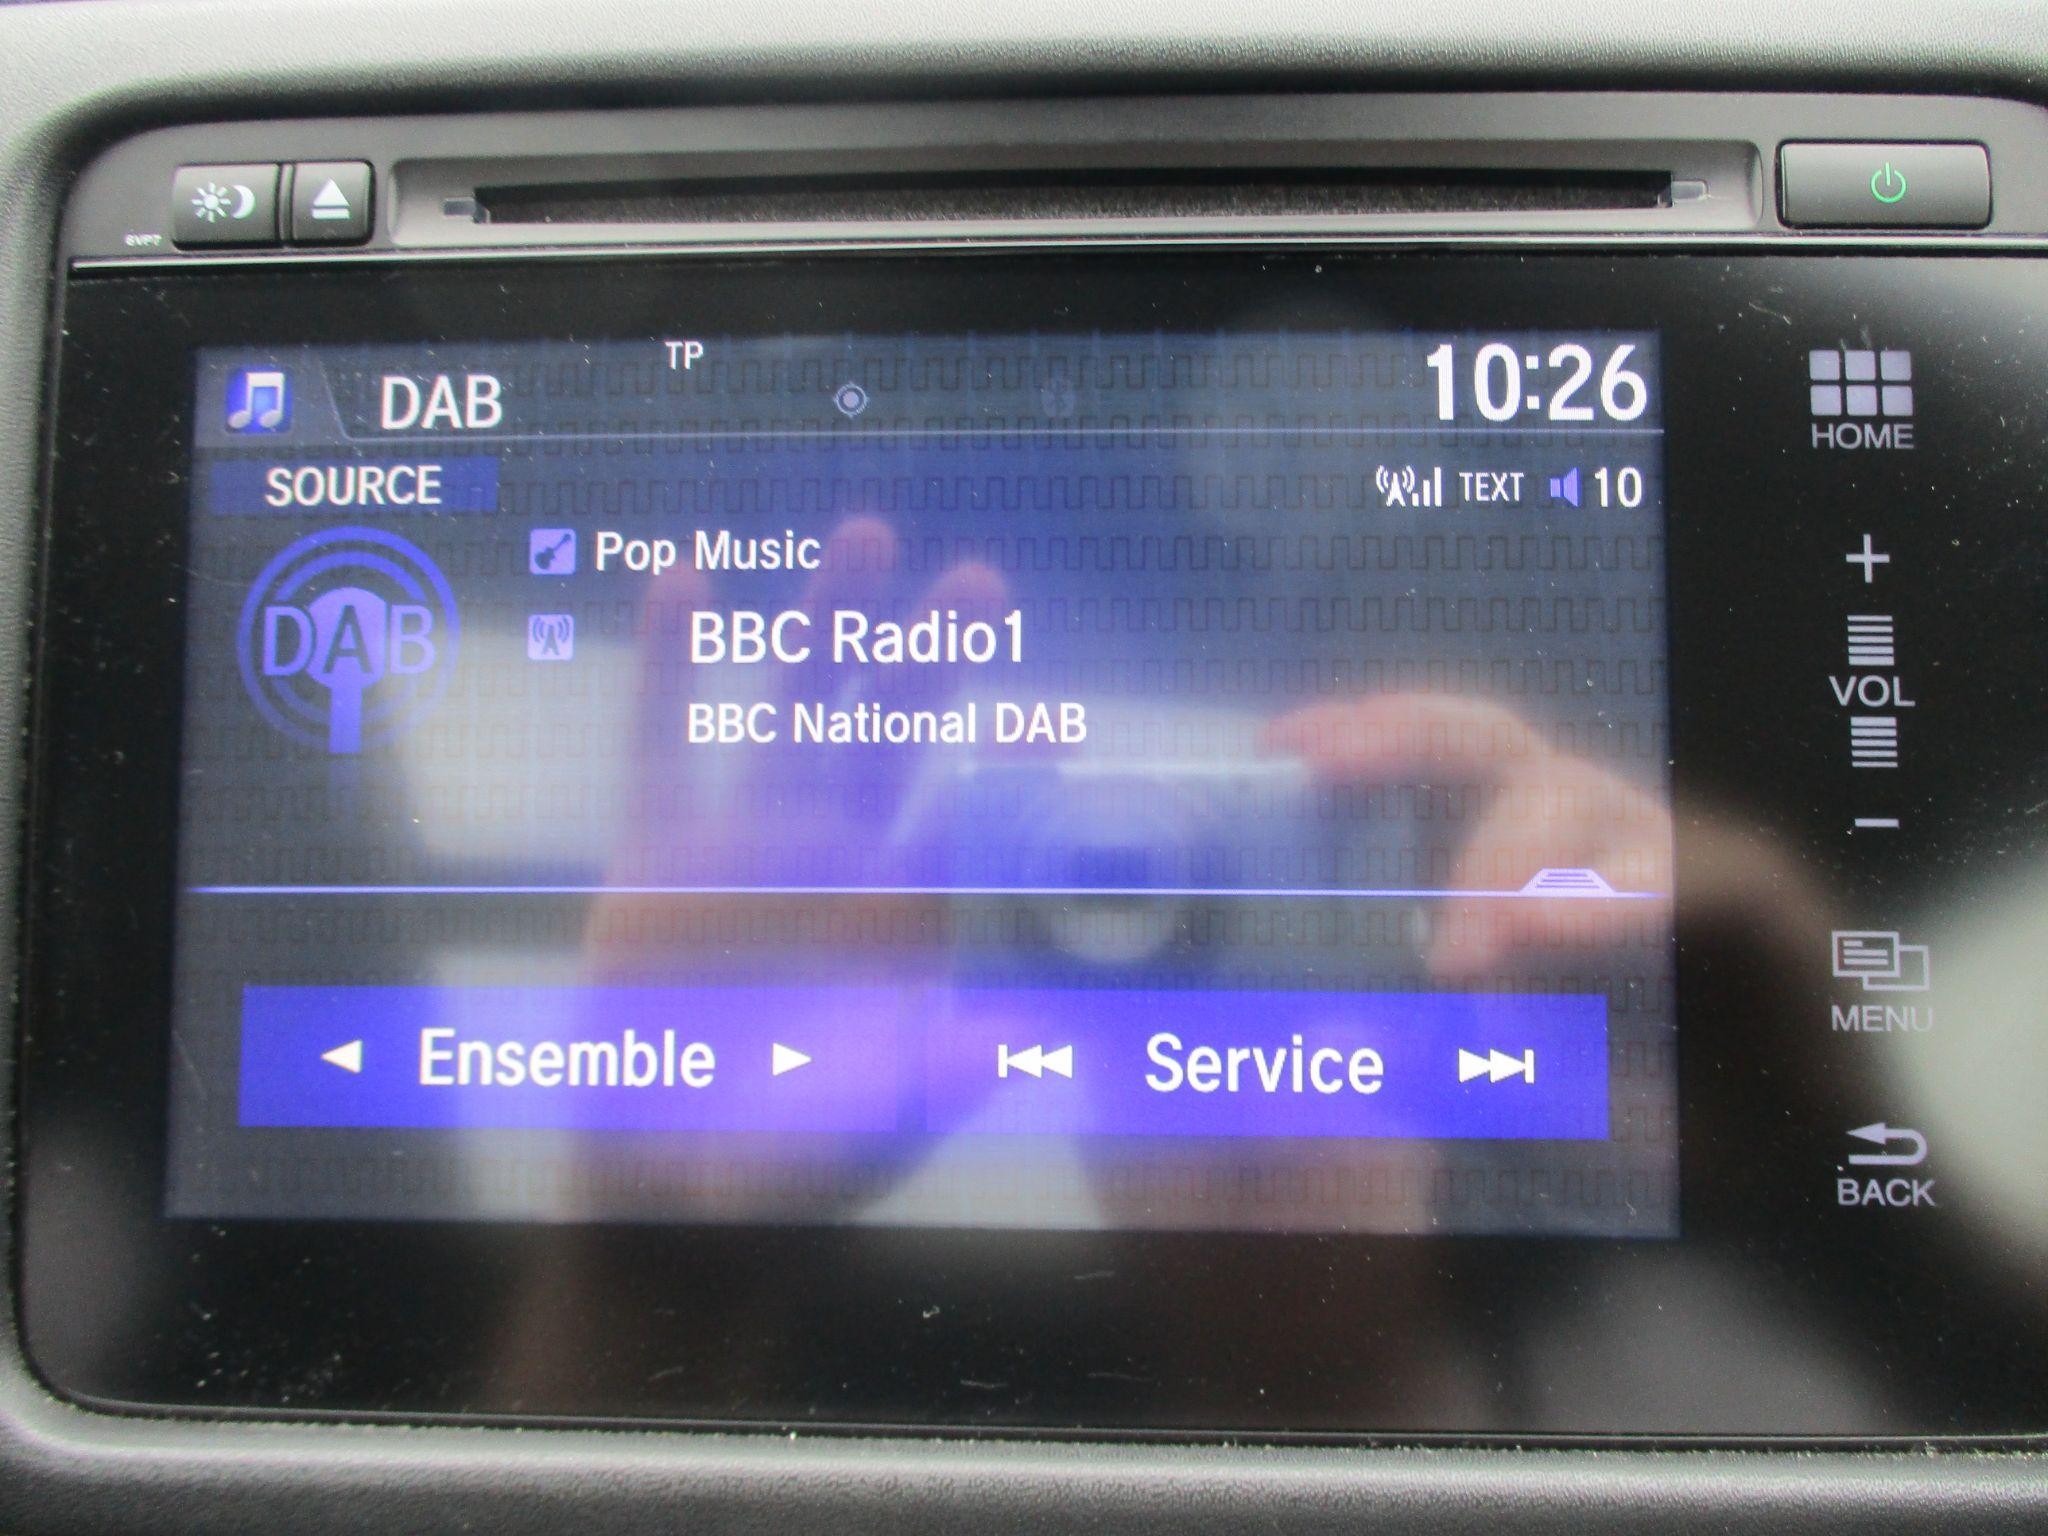 TP
DAB
10:26
SOURCE
TEXT 10
Pop Music
DAB
BBC Radio1
BBC National DAB
Ensemble
Service
HOME
+
VOL
-
MENU
BACK